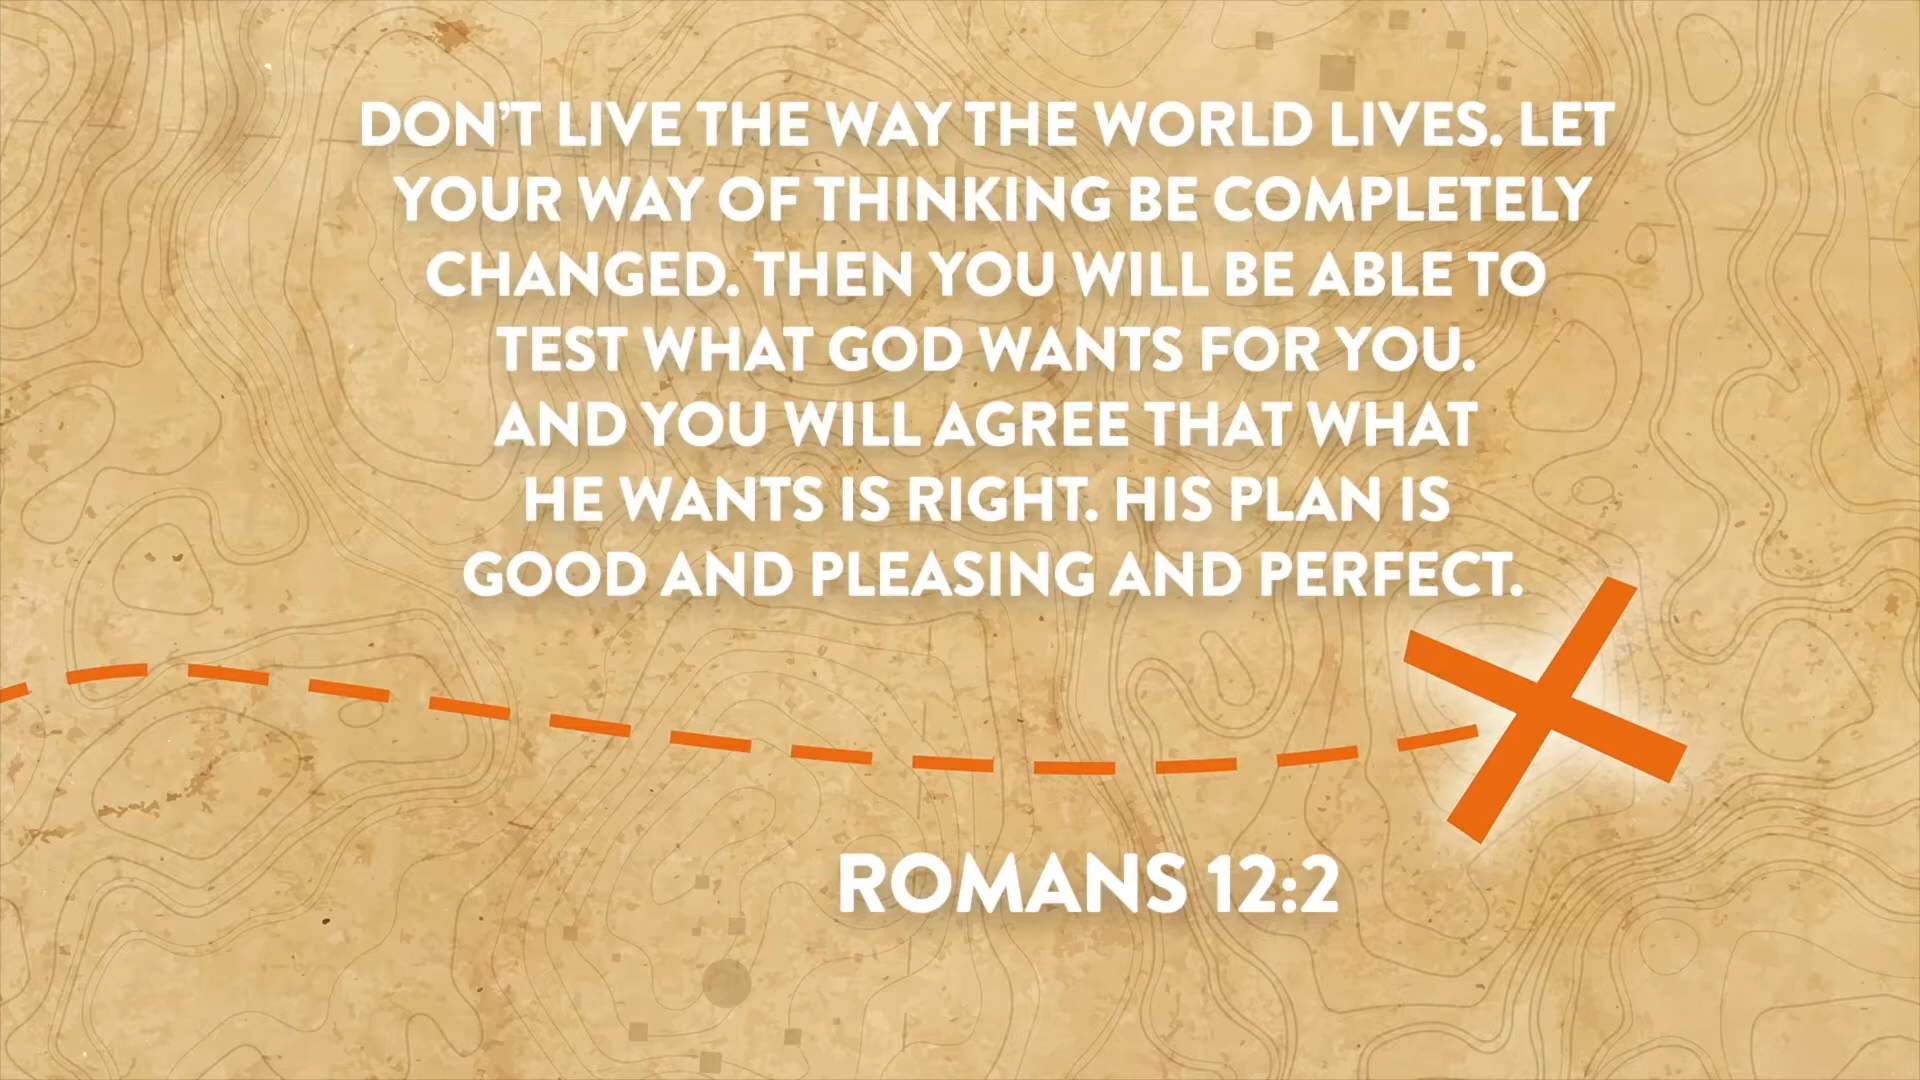 DON'T LIVE THE WAY THE WORLD LIVES. LET
YOUR WAY OF THINKING BE COMPLETELY
CHANGED. THEN YOU WILL BE ABLE TO
TEST WHAT GOD WANTS FOR YOU.
AND YOU WILL AGREE THAT WHAT
HE WANTS IS RIGHT. HIS PLAN IS
GOOD AND PLEASING AND PERFECT.
ROMANS 12:2